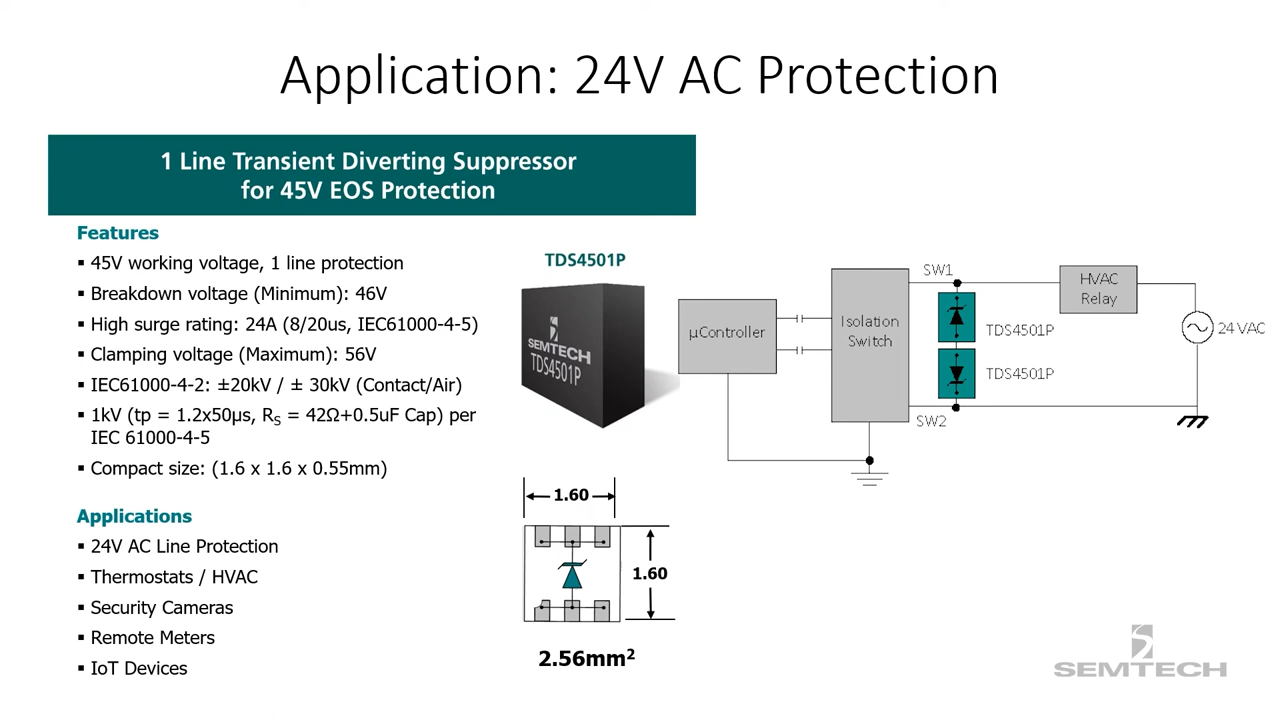 Application: 24V AC Protection
1 Line Transient Diverting Suppressor
for 45V EOS Protection
Features
▪ 45V working voltage, 1 line protection
▪ Breakdown voltage (Minimum): 46V
▪ High surge rating: 24A (8/20us, IEC61000-4-5)
▪ Clamping voltage (Maximum): 56V
▪ IEC61000-4-2: ±20kV / ± 30kV (Contact/Air)
▪ 1kV (tp = 1.2x50µs, RS = 42Ω+0.5uF Cap) per
IEC 61000-4-5
▪ Compact size: (1.6 x 1.6 x 0.55mm)
Applications
▪ 24V AC Line Protection
▪ Thermostats / HVAC
▪ Security Cameras
▪ Remote Meters
▪ IoT Devices
TDS4501P
SEMTECH
TDS4501P
1.60
1.60
2.56mm²
µController
Isolation
Switch
SW1
SW2
TDS4501P
TDS4501P
HVAC
Relay
24 VAC
SEMTECH